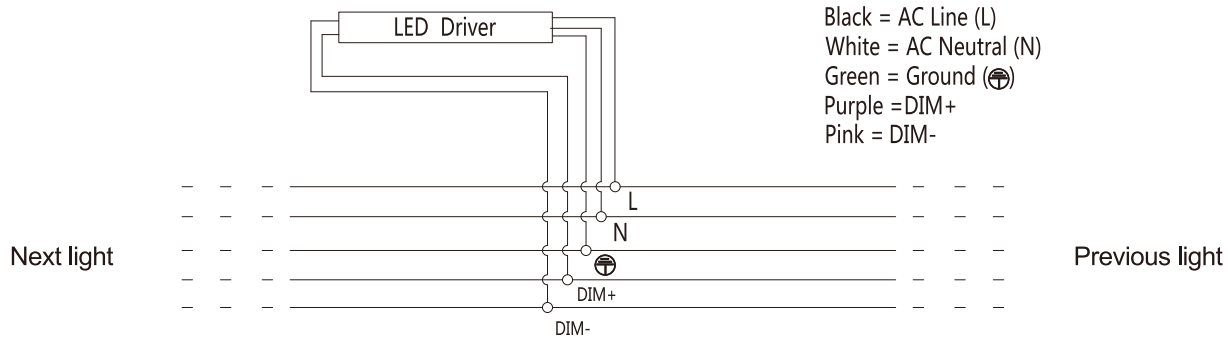 LED Driver
Black = AC Line (L)
White = AC Neutral (N)
Green = Ground (⏚)
Purple =DIM+
Pink = DIM-
L
N
Next light
Previous light
DIM+
DIM-